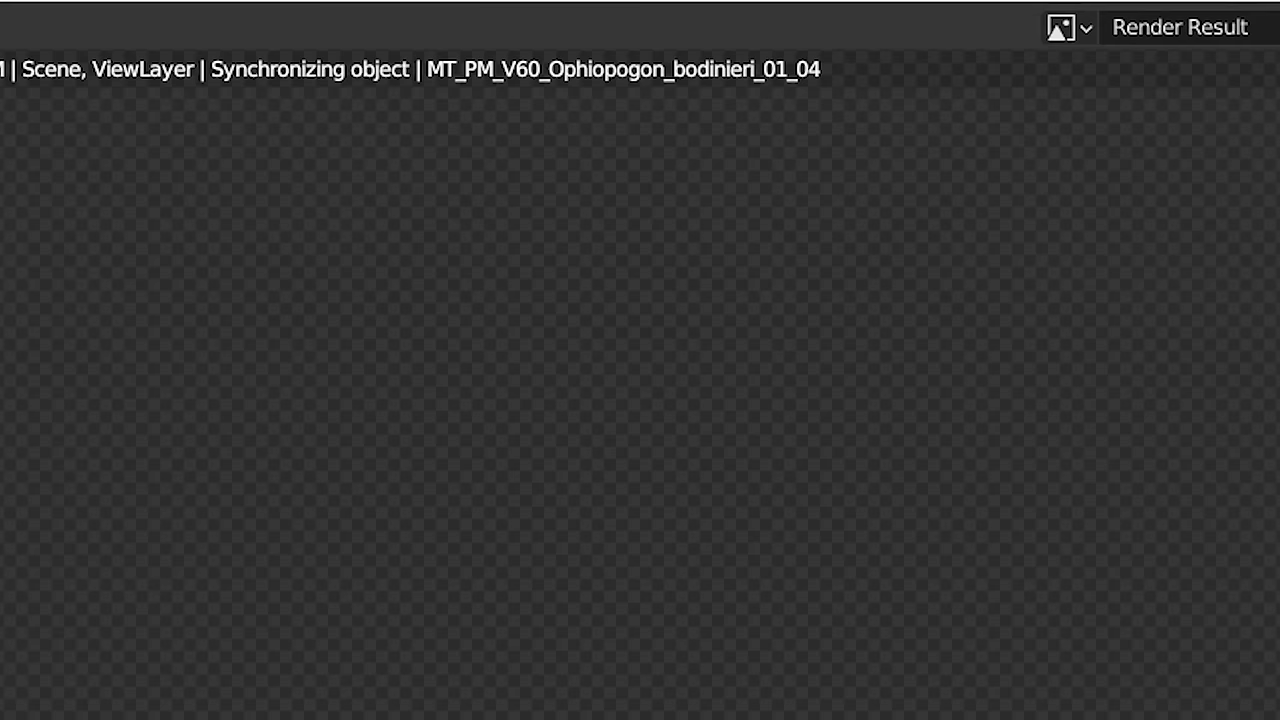 Render Result
| Scene, ViewLayer | Synchronizing object | MT_PM_V60_Ophiopogon_bodinieri_01_04